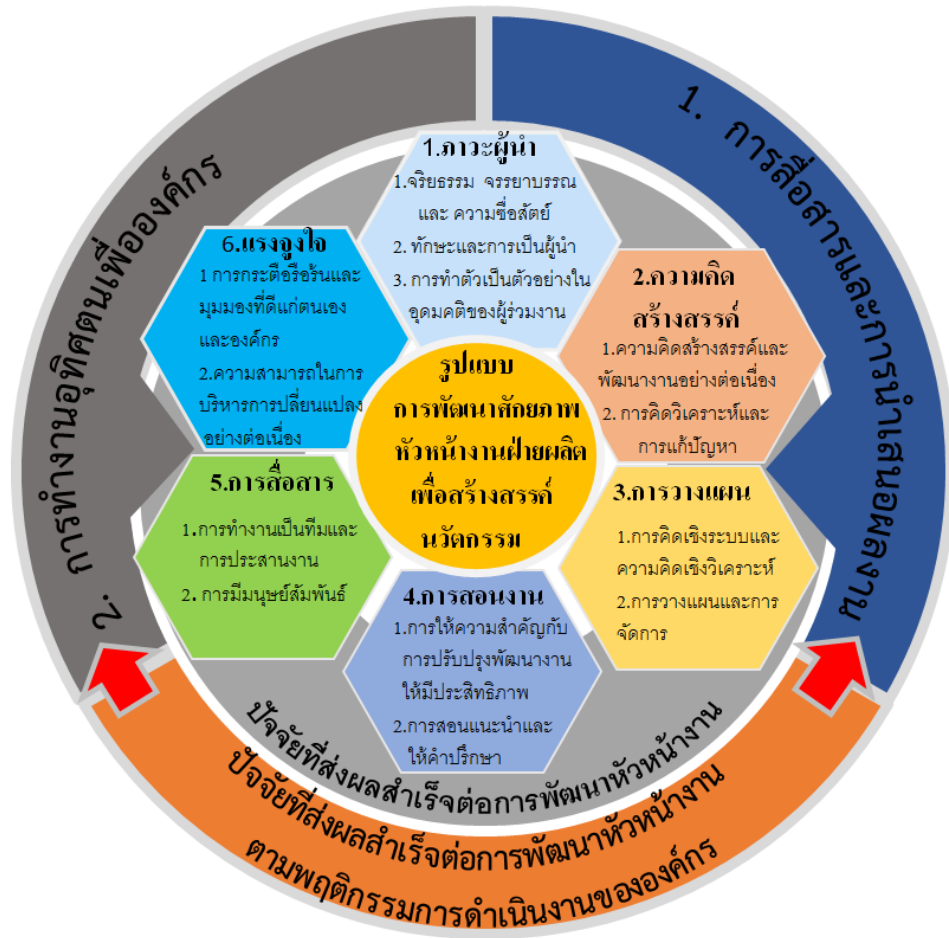 1. การสื่อสารและการนำเสนอผลงาน
2. การทำงานอุทิศตนเพื่อองค์กร
1.ภาวะผู้นำ
1.จริยธรรม จรรยาบรรณ
และ ความซื่อสัตย์
2. ทักษะและการเป็นผู้นำ
3. การทำตัวเป็นตัวอย่างใน
อุดมคติของผู้ร่วมงาน
2.ความคิด
สร้างสรรค์
1.ความคิดสร้างสรรค์และ
พัฒนางานอย่างต่อเนื่อง
2. การคิดวิเคราะห์และ
การแก้ปัญหา
3.การวางแผน
1.การคิดเชิงระบบและ
ความคิดเชิงวิเคราะห์
2.การวางแผนและการ
จัดการ
4.การสอนงาน
1.การให้ความสำคัญกับ
การปรับปรุงพัฒนางาน
ให้มีประสิทธิภาพ
2.การสอนแนะนำและ
ให้คำปรึกษา
5.การสื่อสาร
1.การทำงานเป็นทีมและ
การประสานงาน
2. การมีมนุษย์สัมพันธ์
6.แรงจูงใจ
1 การกระตือรือร้นและ
มุมมองที่ดีแก่ตนเอง
และองค์กร
2.ความสามารถในการ
บริหารการเปลี่ยนแปลง
อย่างต่อเนื่อง
รูปแบบ
การพัฒนาศักยภาพ
หัวหน้างานฝ่ายผลิต
เพื่อสร้างสรรค์
นวัตกรรม
ปัจจัยที่ส่งผลสำเร็จต่อการพัฒนาหัวหน้างาน
ปัจจัยที่ส่งผลสำเร็จต่อการพัฒนาหัวหน้างาน
ตามพฤติกรรมการดำเนินงานขององค์กร